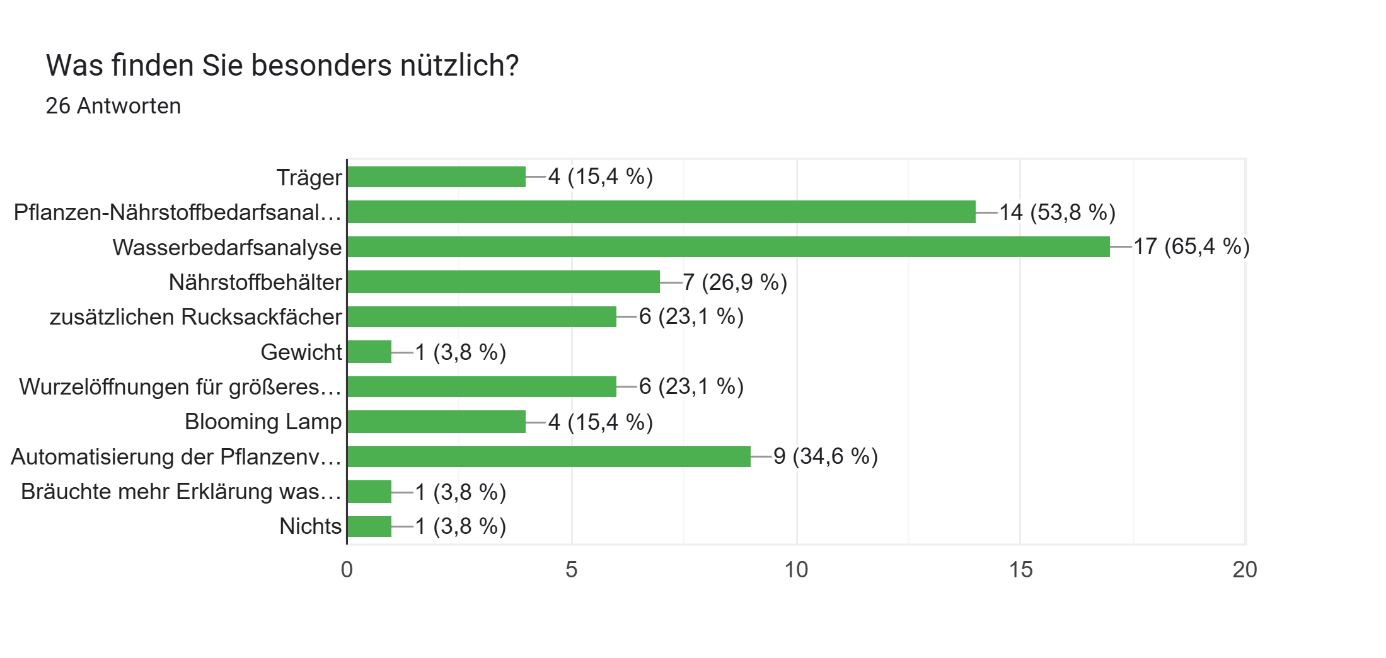 Was finden Sie besonders nützlich?
26 Antworten
Träger 4 (15,4 %)
Pflanzen-Nährstoffbedarfsanal… 14 (53,8 %)
Wasserbedarfsanalyse 17 (65,4 %)
Nährstoffbehälter 7 (26,9 %)
zusätzlichen Rucksackfächer 6 (23,1 %)
Gewicht 1 (3,8 %)
Wurzelöffnungen für größeres… 6 (23,1 %)
Blooming Lamp 4 (15,4 %)
Automatisierung der Pflanzenv… 9 (34,6 %)
Bräuchte mehr Erklärung was… 1 (3,8 %)
Nichts 1 (3,8 %)
0 5 10 15 20